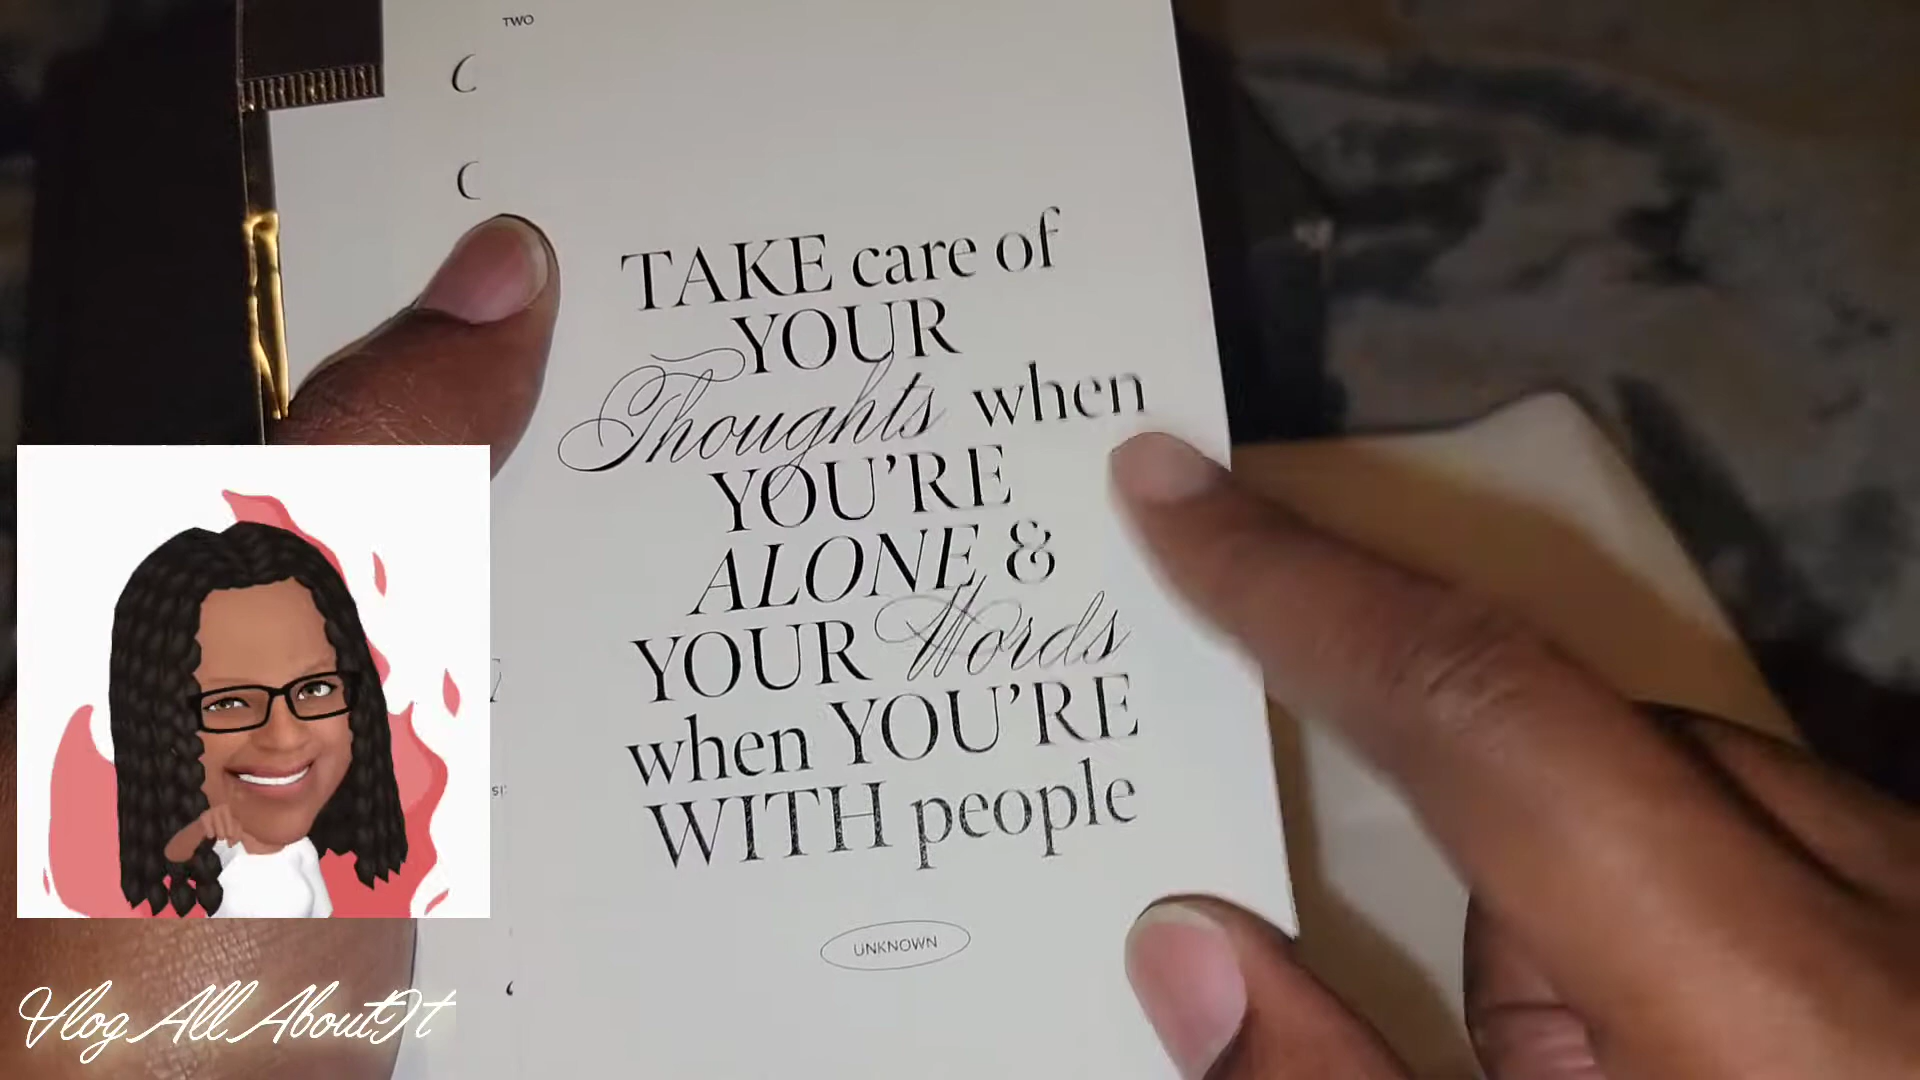 TWO
TAKE care of
YOUR
Thoughts when
YOU'RE
ALONE &
YOUR Words
when YOU'RE
WITH people
UNKNOWN
Vlog All About It